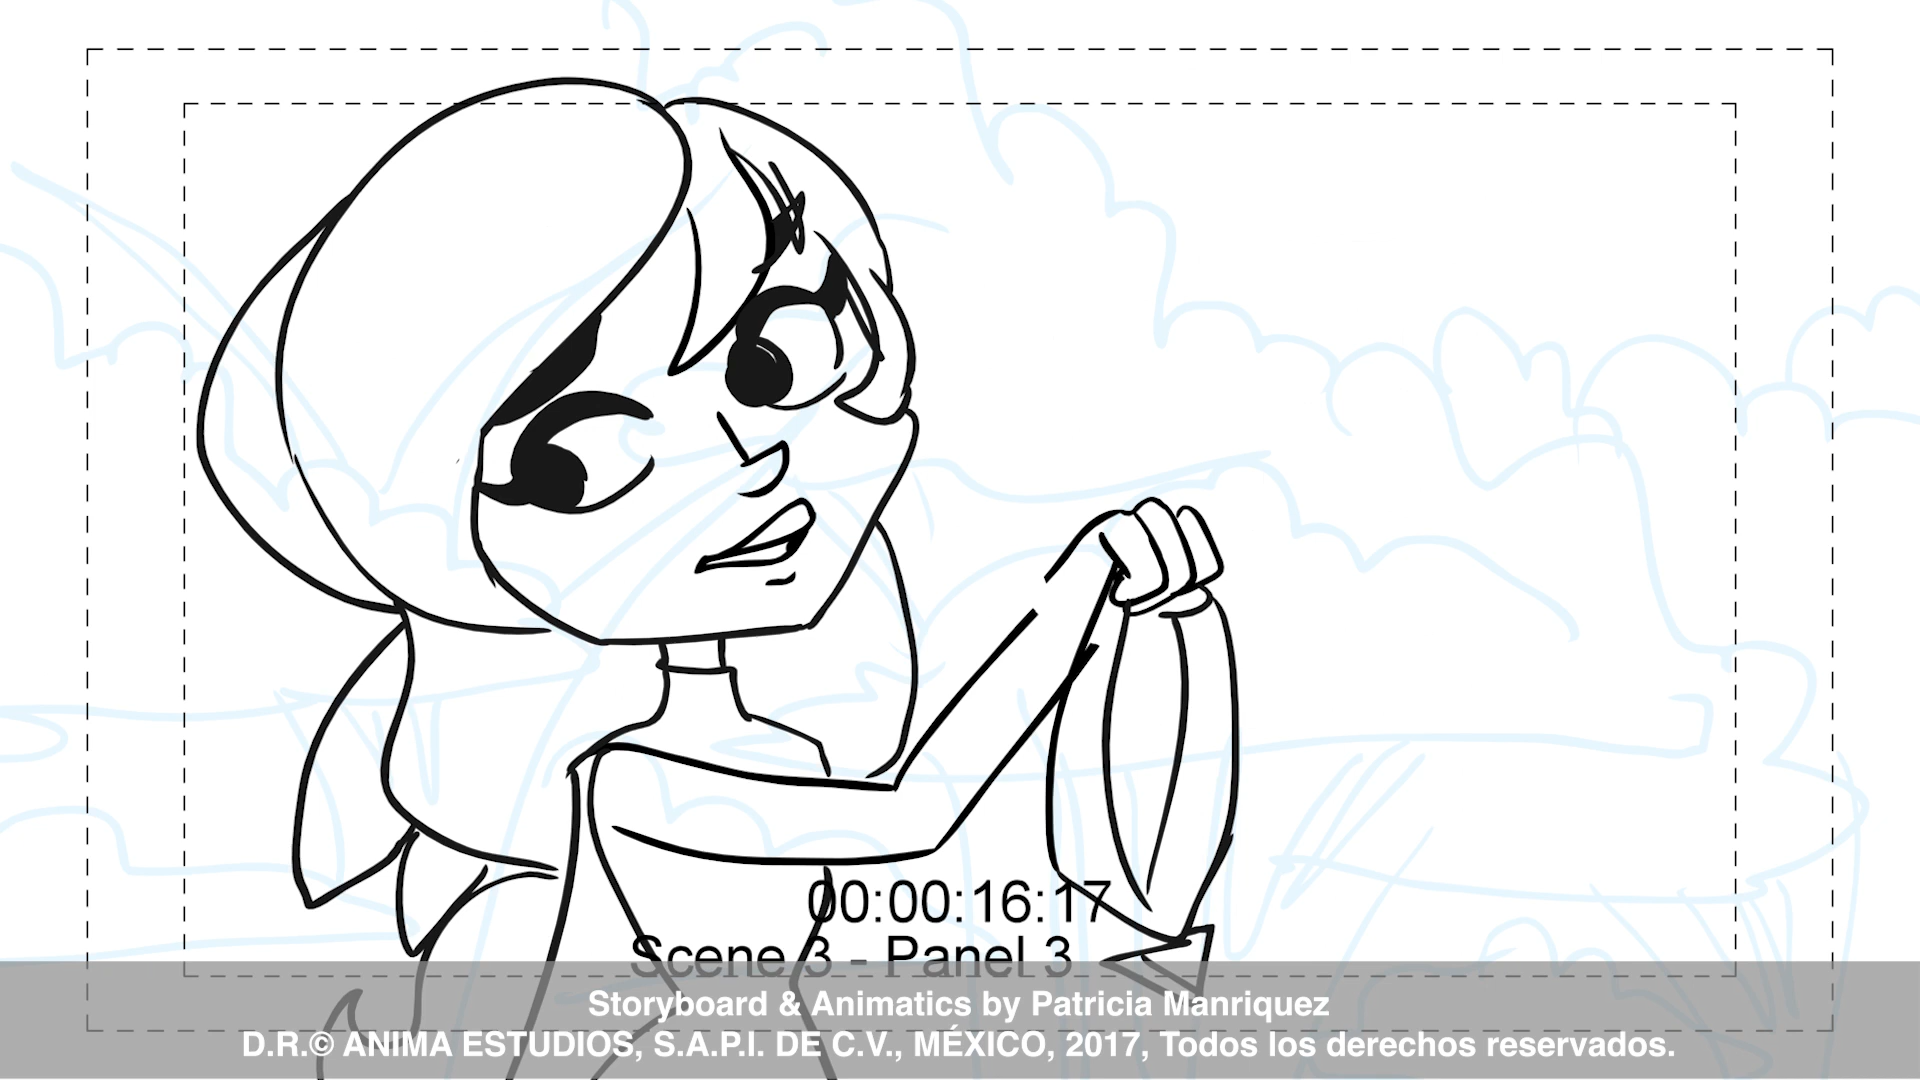 00:00:16:17
Scene 3 - Panel 3
Storyboard & Animatics by Patricia Manriquez
D.R.© ANIMA ESTUDIOS, S.A.P.I. DE C.V., MÉXICO, 2017, Todos los derechos reservados.